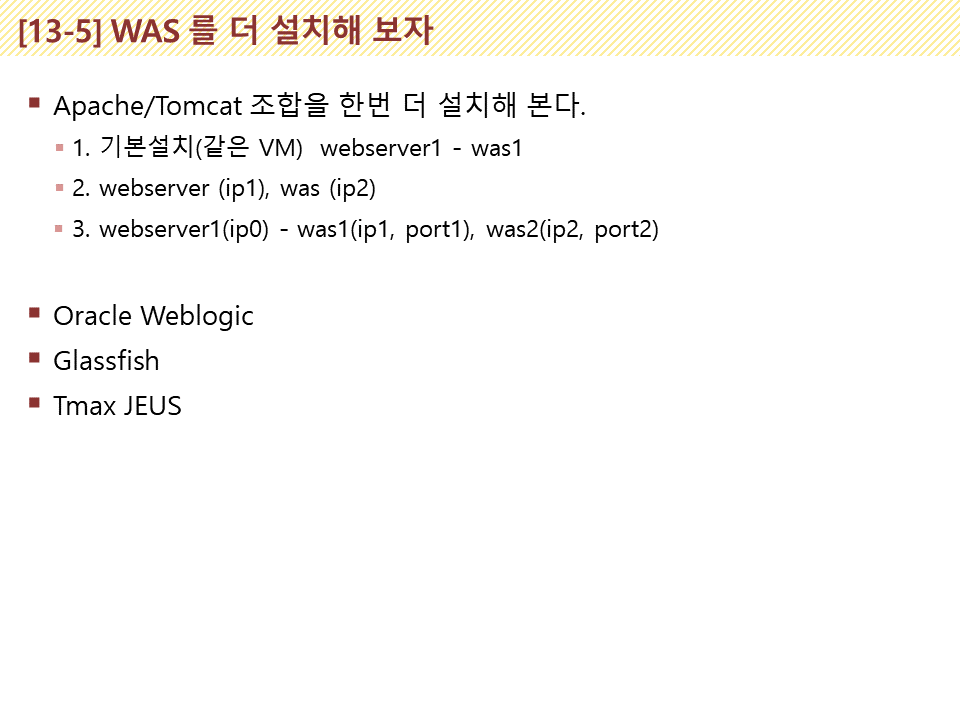 [13-5] WAS 를 더 설치해 보자
Apache/Tomcat 조합을 한번 더 설치해 본다.
1. 기본설치(같은 VM)  webserver1 - was1
2. webserver (ip1), was (ip2)
3. webserver1(ip0) - was1(ip1, port1), was2(ip2, port2)
Oracle Weblogic
Glassfish
Tmax JEUS